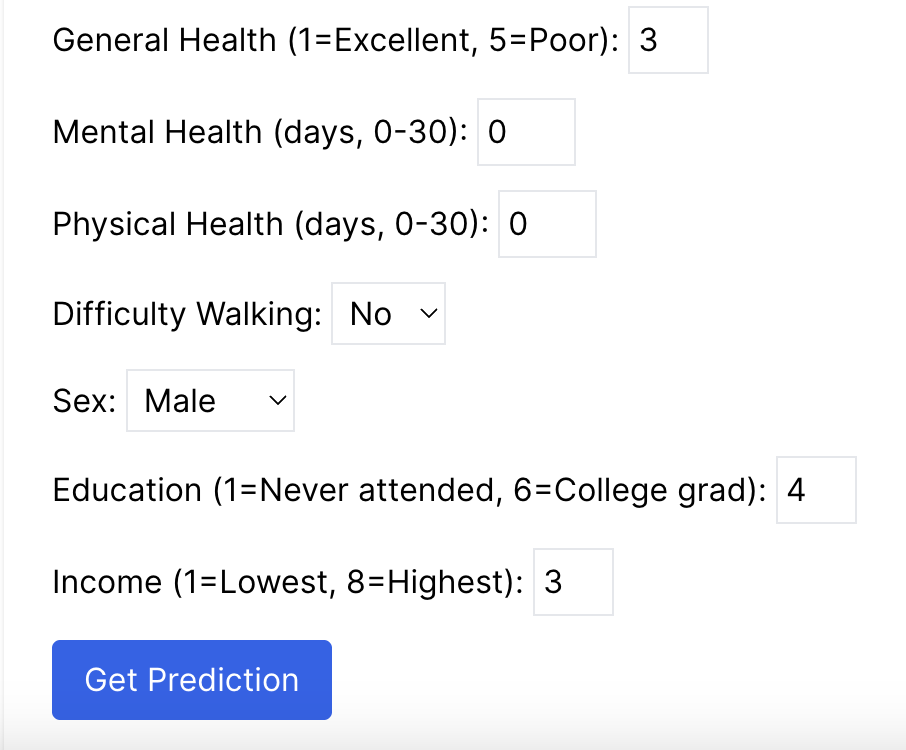 General Health (1=Excellent, 5=Poor): 3
Mental Health (days, 0-30): 0
Physical Health (days, 0-30): 0
Difficulty Walking: No
Sex: Male
Education (1=Never attended, 6=College grad): 4
Income (1=Lowest, 8=Highest): 3
Get Prediction